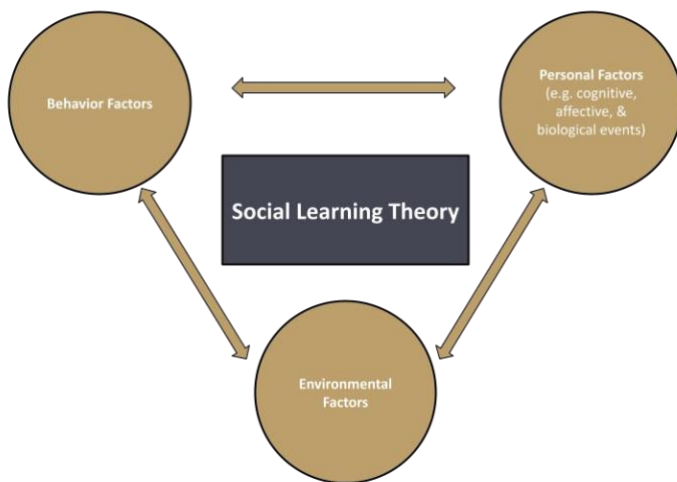 Behavior Factors
Personal Factors
(e.g. cognitive,
affective, &
biological events)
Social Learning Theory
Environmental
Factors